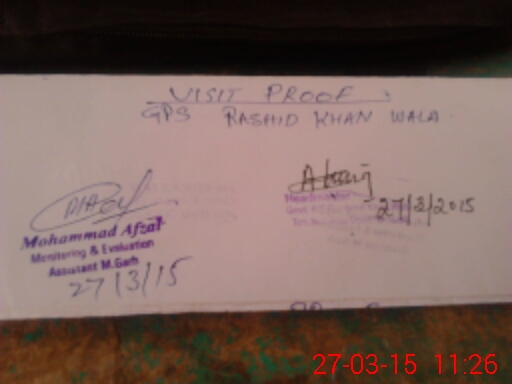 VISIT PROOF
GPS RASHID KHAN WALA
Mohammad Afzal
Monitoring & Evaluation
Assistant M.Garh
27/3/15
Headmaster
Govt
27/3/2015
27-03-15 11:26